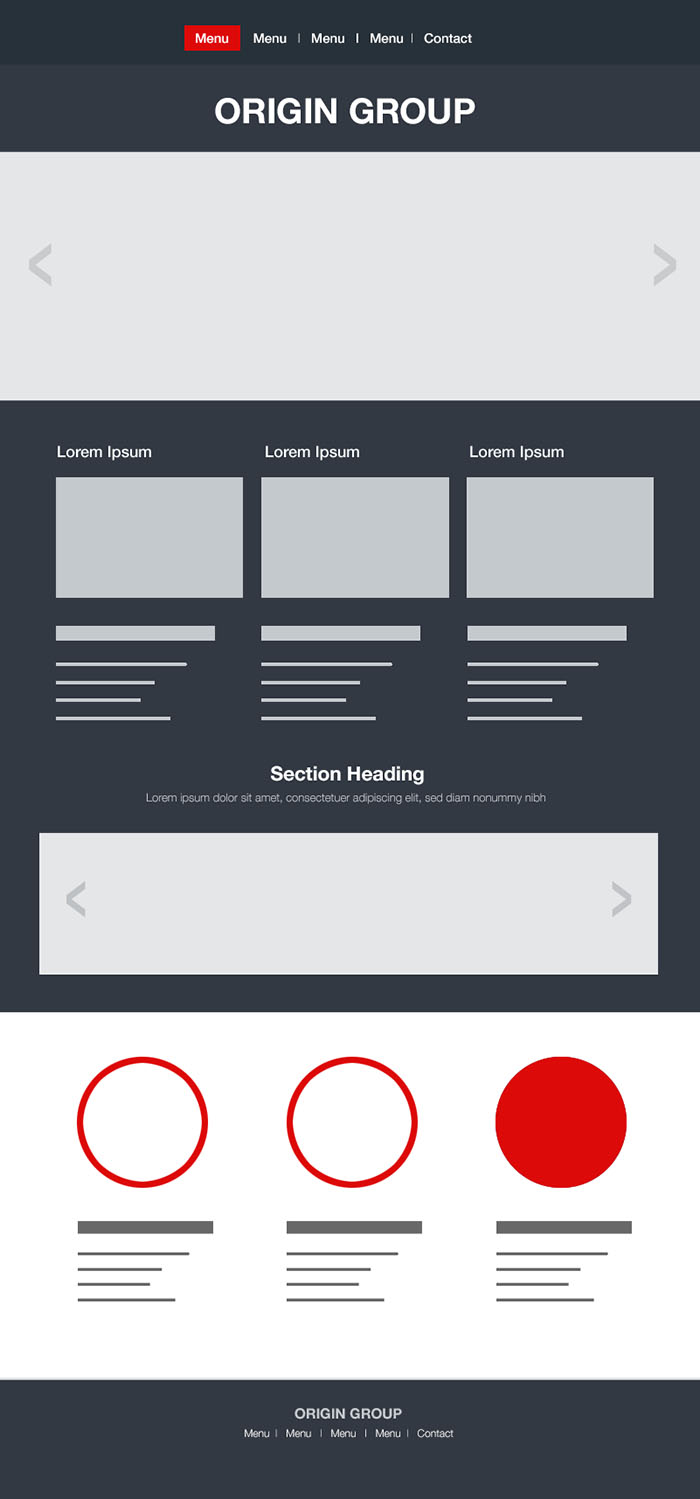 Menu Menu | Menu | Menu | Contact
ORIGIN GROUP
Lorem Ipsum Lorem Ipsum Lorem Ipsum
Section Heading
Lorem ipsum dolor sit amet, consectetuer adipiscing elit, sed diam nonummy nibh
ORIGIN GROUP
Menu | Menu | Menu | Menu | Contact